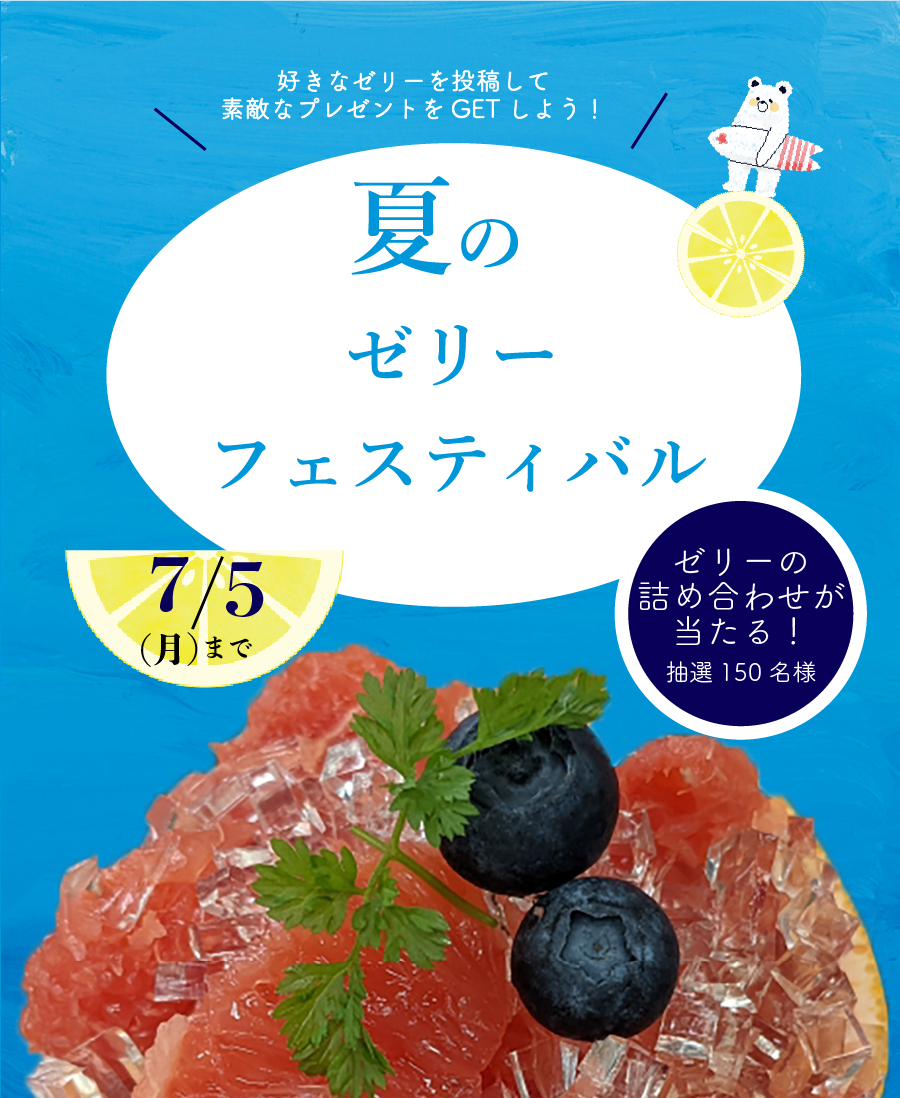 好きなゼリーを投稿して
素敵なプレゼントをGETしよう！
夏の
ゼリー
フェスティバル
7/5
(月)まで
ゼリーの
詰め合わせが
当たる！
抽選150名様